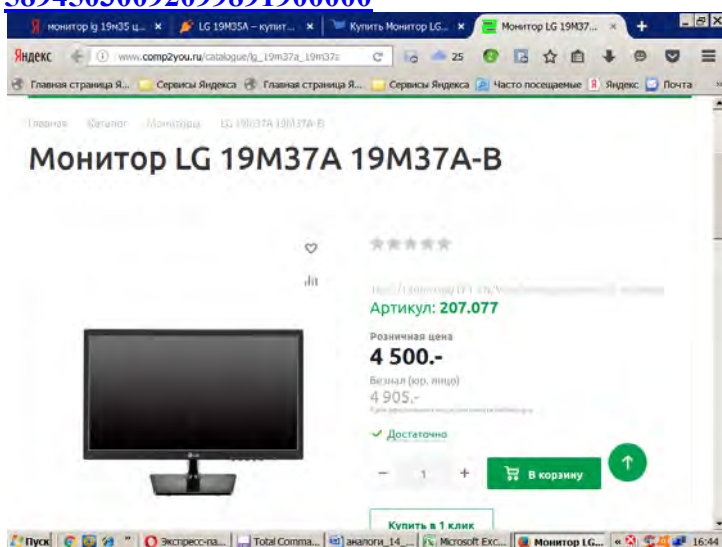 589450500920998919​00000
монитор lg 19м35 ц...
LG 19M35A – купит...
Купить Монитор LG...
Монитор LG 19M37...
Яндекс
www.comp2you.ru/catalogue/lg_19m37a_19m37a
25
Главная страница Я...
Сервисы Яндекса
Главная страница Я...
Сервисы Яндекса
Часто посещаемые
Яндекс
Почта
Главная Каталог Мониторы LG 19M37A 19M37A-B
Монитор LG 19M37A 19M37A-B
Артикул: 207.077
Розничная цена
4 500.-
Безнал (юр. лицо)
4 905.-
Достаточно
− 1 +
В корзину
Купить в 1 клик
Пуск
Экспресс-па...
Total Comma...
аналоги_14_...
Microsoft Exc...
Монитор LG...
16:44